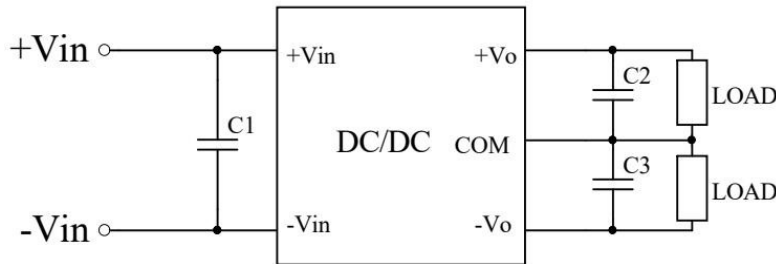 +Vin
+Vin
+Vo
C2
LOAD
C1
DC/DC
COM
C3
LOAD
-Vin
-Vin
-Vo